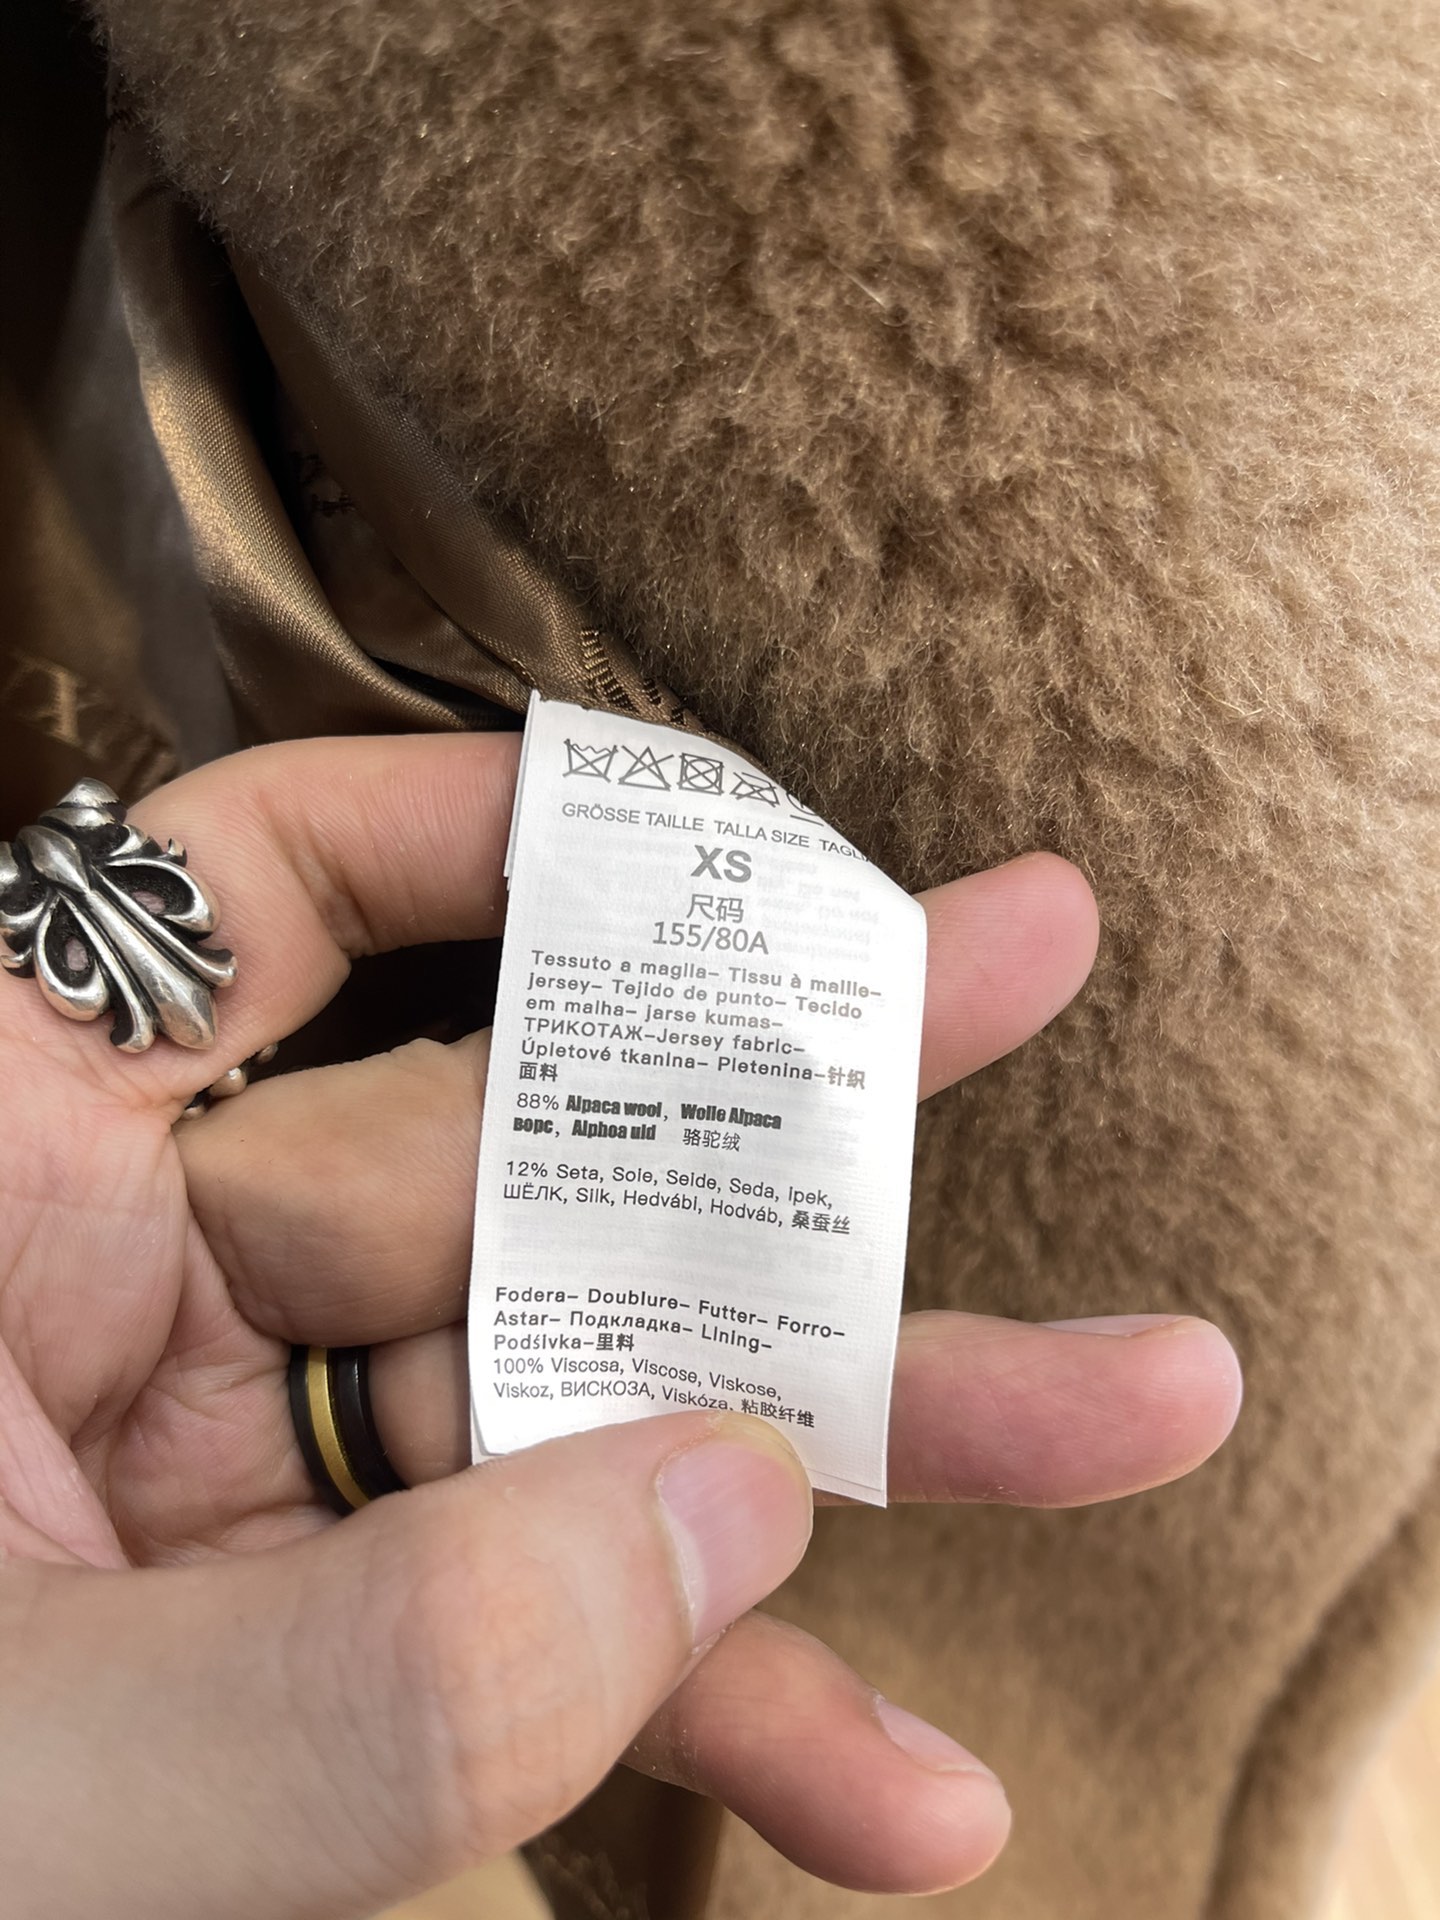 GRÖSSE TAILLE TALLA SIZE
XS
尺码
155/80A
Tessuto a maglia– Tissu à maille–
jersey– Tejido de punto– Tecido
em malha– jarse kumas–
ТРИКОТАЖ–Jersey fabric–
Úpletové tkanina– Pletenina–针织
面料
88% Alpaca wool, Wolle Alpaca
ворс, Alphoa uld 骆驼绒
12% Seta, Soie, Seide, Seda, ipek,
ШЁЛК, Silk, Hedvábi, Hodváb, 桑蚕丝
Fodera– Doublure– Futter– Forro–
Astar– Подкладка– Lining–
Podśívka–里料
100% Viscosa, Viscose, Viskose,
Viskoz, ВИСКОЗА, Viskóza, 粘胶纤维